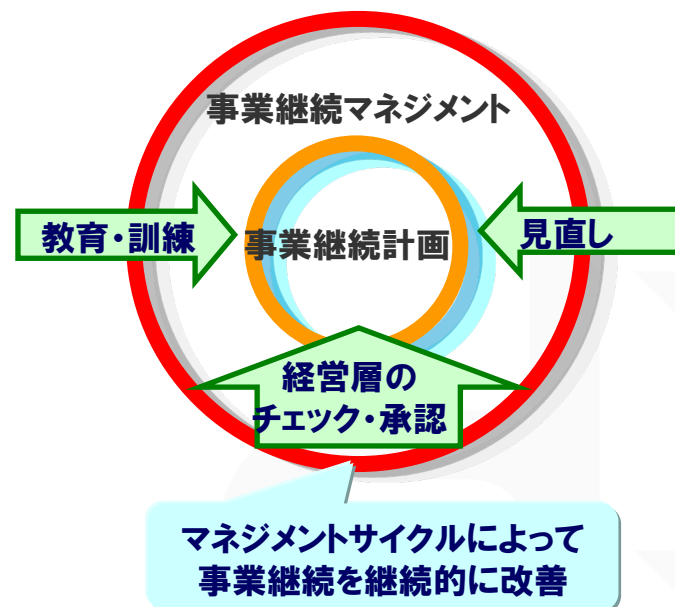 事業継続マネジメント
教育・訓練
事業継続計画
見直し
経営層の
チェック・承認
マネジメントサイクルによって
事業継続を継続的に改善